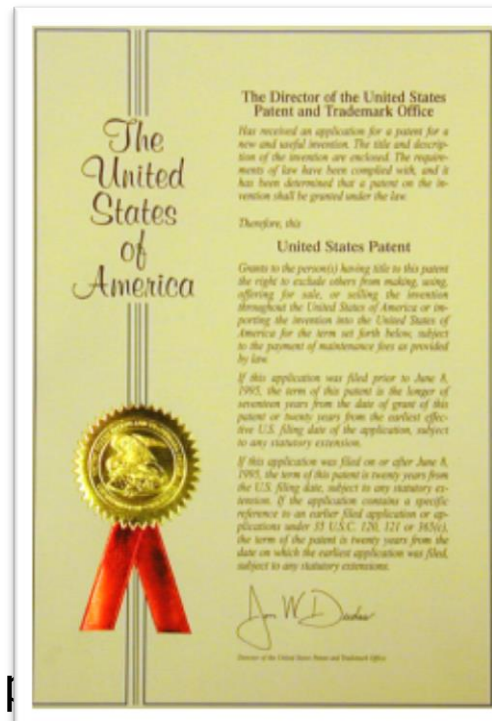 The
United
States
of
America
The Director of the United States
Patent and Trademark Office
Has received an application for a patent for a
new and useful invention. The title and descrip-
tion of the invention are enclosed. The require-
ments of law have been complied with, and it
has been determined that a patent on the in-
vention shall be granted under the law.
Therefore, this
United States Patent
Grants to the person(s) having title to this patent
the right to exclude others from making, using,
offering for sale, or selling the invention
throughout the United States of America or im-
porting the invention into the United States of
America for the term set forth below, subject
to the payment of maintenance fees as provided
by law.
If this application was filed prior to June 8,
1995, the term of this patent is the longer of
seventeen years from the date of grant of this
patent or twenty years from the earliest effec-
tive U.S. filing date of the application, subject
to any statutory extension.
If this application was filed on or after June 8,
1995, the term of this patent is twenty years from
the U.S. filing date, subject to any statutory ex-
tension. If the application contains a specific
reference to an earlier filed application or ap-
plications under 35 U.S.C. 120, 121 or 365(c),
the term of the patent is twenty years from the
date on which the earliest application was filed,
subject to any statutory extensions.
Jon W Dudas
Director of the United States Patent and Trademark Office